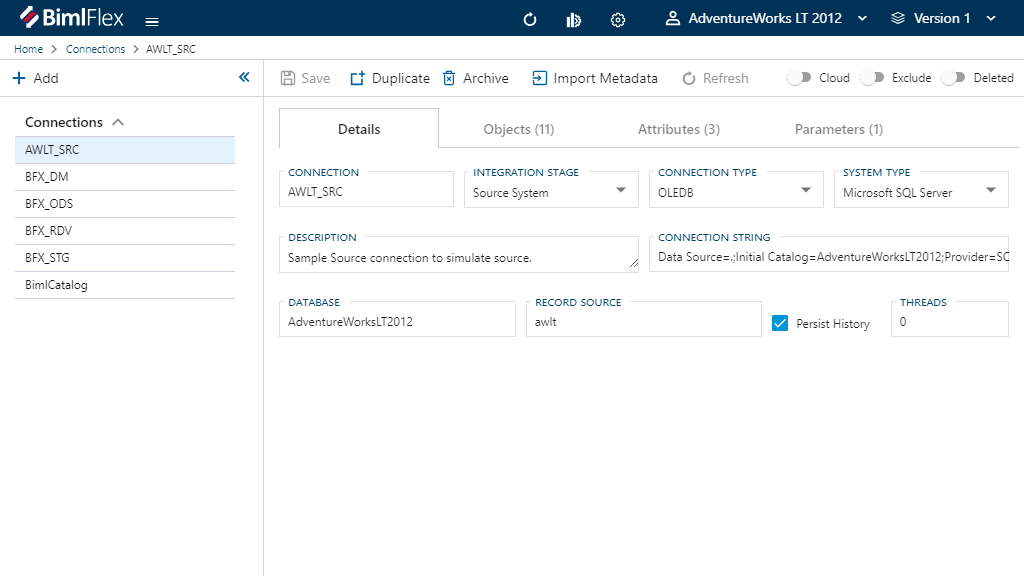 BimlFlex
AdventureWorks LT 2012
Version 1
Home > Connections > AWLT_SRC
+ Add
Save
Duplicate
Archive
Import Metadata
Refresh
Cloud
Exclude
Deleted
Connections
AWLT_SRC
BFX_DM
BFX_ODS
BFX_RDV
BFX_STG
BimlCatalog
Details
Objects (11)
Attributes (3)
Parameters (1)
CONNECTION
AWLT_SRC
INTEGRATION STAGE
Source System
CONNECTION TYPE
OLEDB
SYSTEM TYPE
Microsoft SQL Server
DESCRIPTION
Sample Source connection to simulate source.
CONNECTION STRING
Data Source=.;Initial Catalog=AdventureWorksLT2012;Provider=SQ
DATABASE
AdventureWorksLT2012
RECORD SOURCE
awlt
Persist History
THREADS
0